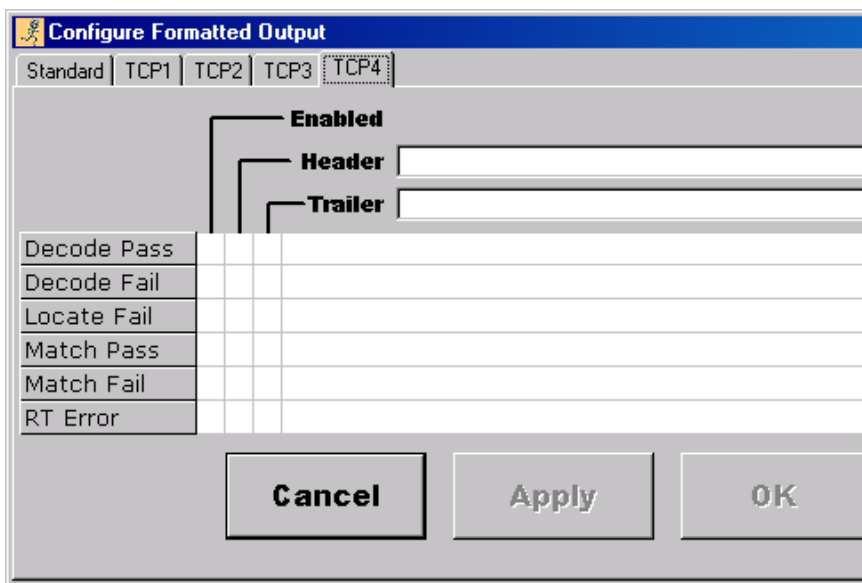 Configure Formatted Output
Standard TCP1 TCP2 TCP3 TCP4
Enabled
Header
Trailer
Decode Pass
Decode Fail
Locate Fail
Match Pass
Match Fail
RT Error
Cancel Apply OK